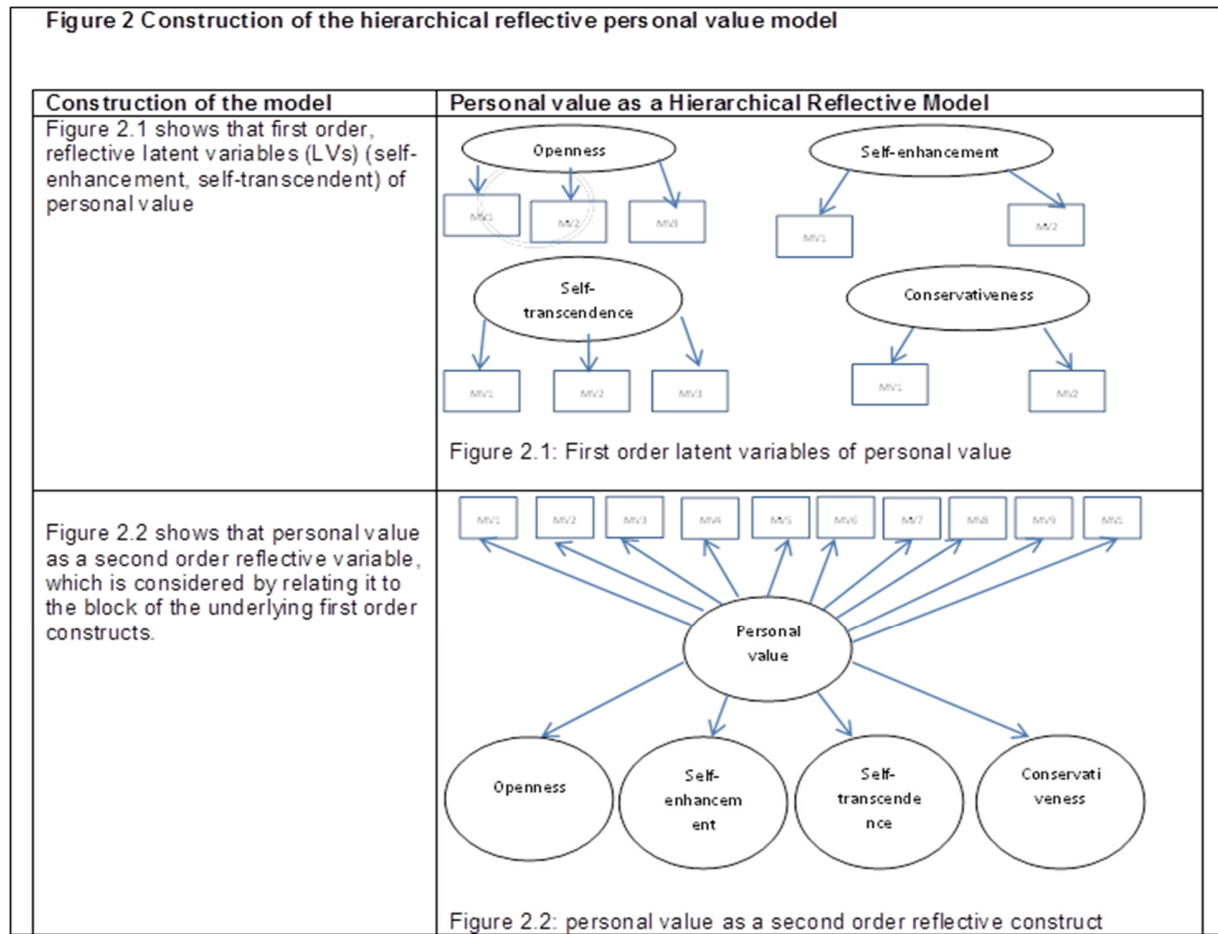 Figure 2 Construction of the hierarchical reflective personal value model
Construction of the model
Personal value as a Hierarchical Reflective Model
Figure 2.1 shows that first order,
reflective latent variables (LVs) (self-
enhancement, self-transcendent) of
personal value
Openness
Self-enhancement
MV1
MV2
MV3
MV1
MV2
Self-
transcendence
Conservativeness
MV1
MV2
MV3
MV1
MV2
Figure 2.1: First order latent variables of personal value
Figure 2.2 shows that personal value
as a second order reflective variable,
which is considered by relating it to
the block of the underlying first order
constructs.
MV1
MV2
MV3
MV4
MV5
MV6
MV7
MV8
MV9
MV1
Personal
value
Openness
Self-
enhancem
ent
Self-
transcende
nce
Conservati
veness
Figure 2.2: personal value as a second order reflective construct